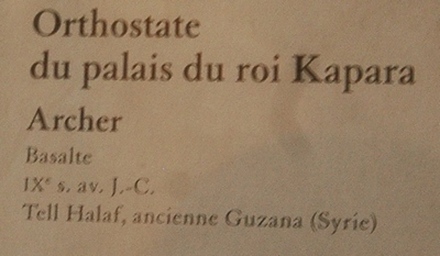 Orthostate
du palais du roi Kapara
Archer
Basalte
IXᵉ s. av. J.-C.
Tell Halaf, ancienne Guzana (Syrie)